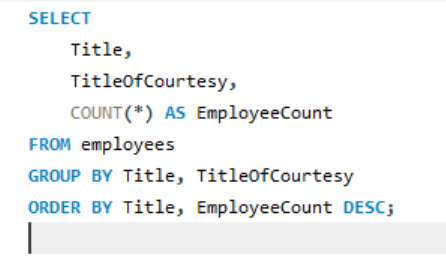 SELECT
    Title,
    TitleOfCourtesy,
    COUNT(*) AS EmployeeCount
FROM employees
GROUP BY Title, TitleOfCourtesy
ORDER BY Title, EmployeeCount DESC;